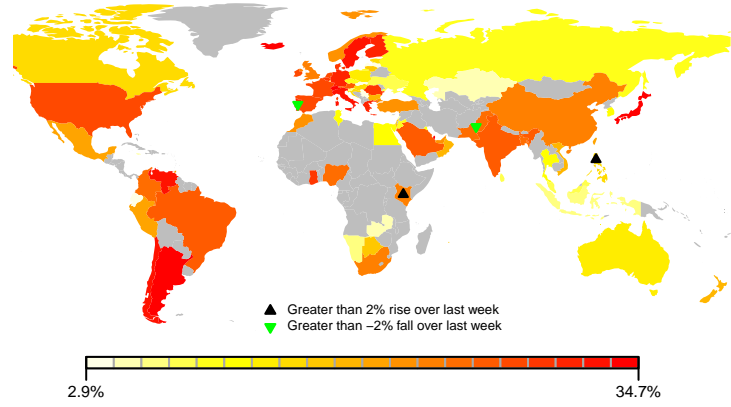 Greater than 2% rise over last week
Greater than −2% fall over last week
2.9%
34.7%